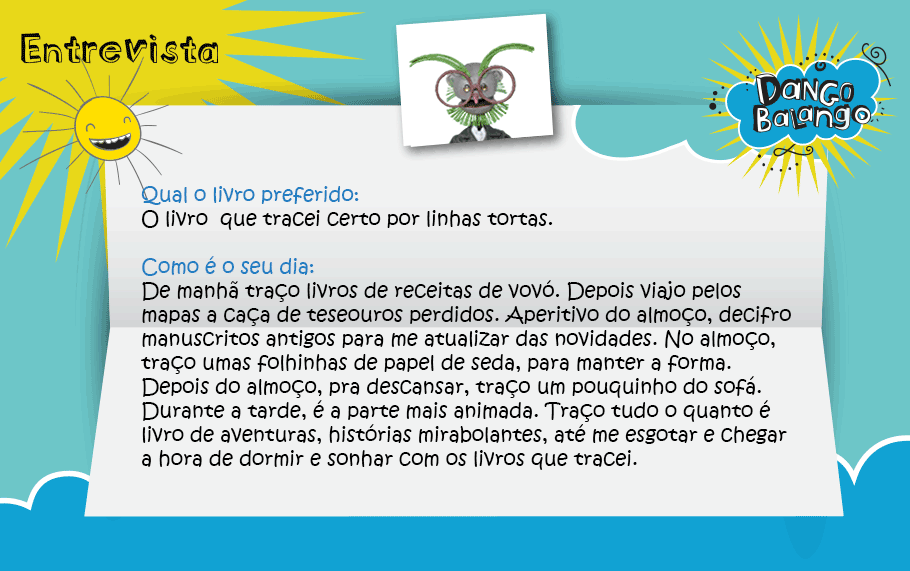 Entrevista
DANGO
BALANGO
Qual o livro preferido:
O livro que tracei certo por linhas tortas.
Como é o seu dia:
De manhã traço livros de receitas de vovó. Depois viajo pelos
mapas a caça de teseouros perdidos. Aperitivo do almoço, decifro
manuscritos antigos para me atualizar das novidades. No almoço,
traço umas folhinhas de papel de seda, para manter a forma.
Depois do almoço, pra descansar, traço um pouquinho do sofá.
Durante a tarde, é a parte mais animada. Traço tudo o quanto é
livro de aventuras, histórias mirabolantes, até me esgotar e chegar
a hora de dormir e sonhar com os livros que tracei.